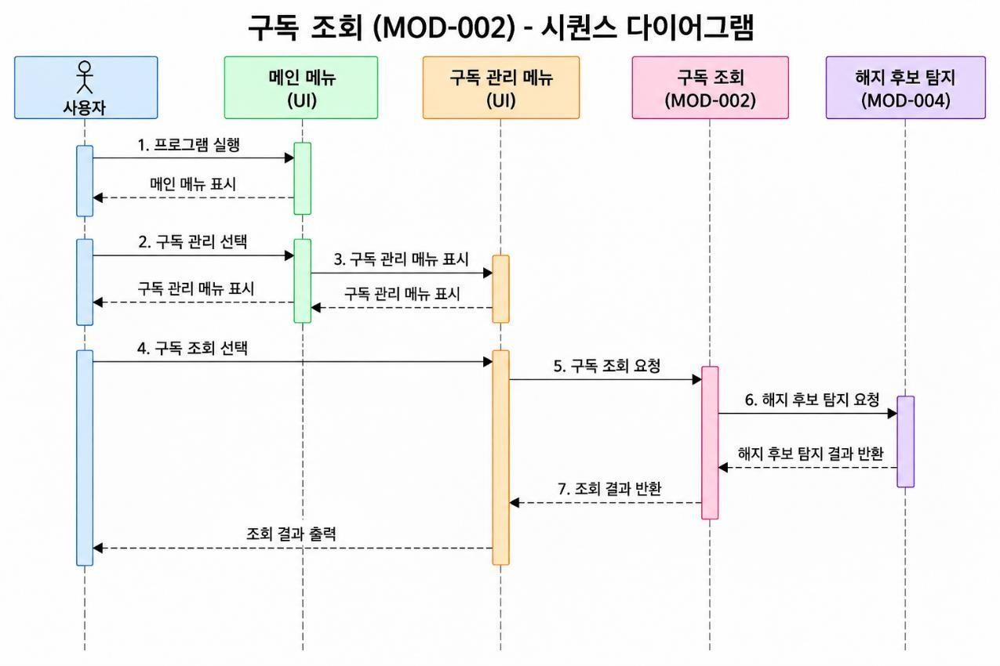 구독 조회 (MOD-002) - 시퀀스 다이어그램
사용자
메인 메뉴
(UI)
구독 관리 메뉴
(UI)
구독 조회
(MOD-002)
해지 후보 탐지
(MOD-004)
1. 프로그램 실행
메인 메뉴 표시
2. 구독 관리 선택
3. 구독 관리 메뉴 표시
구독 관리 메뉴 표시
구독 관리 메뉴 표시
4. 구독 조회 선택
5. 구독 조회 요청
6. 해지 후보 탐지 요청
해지 후보 탐지 결과 반환
7. 조회 결과 반환
조회 결과 출력